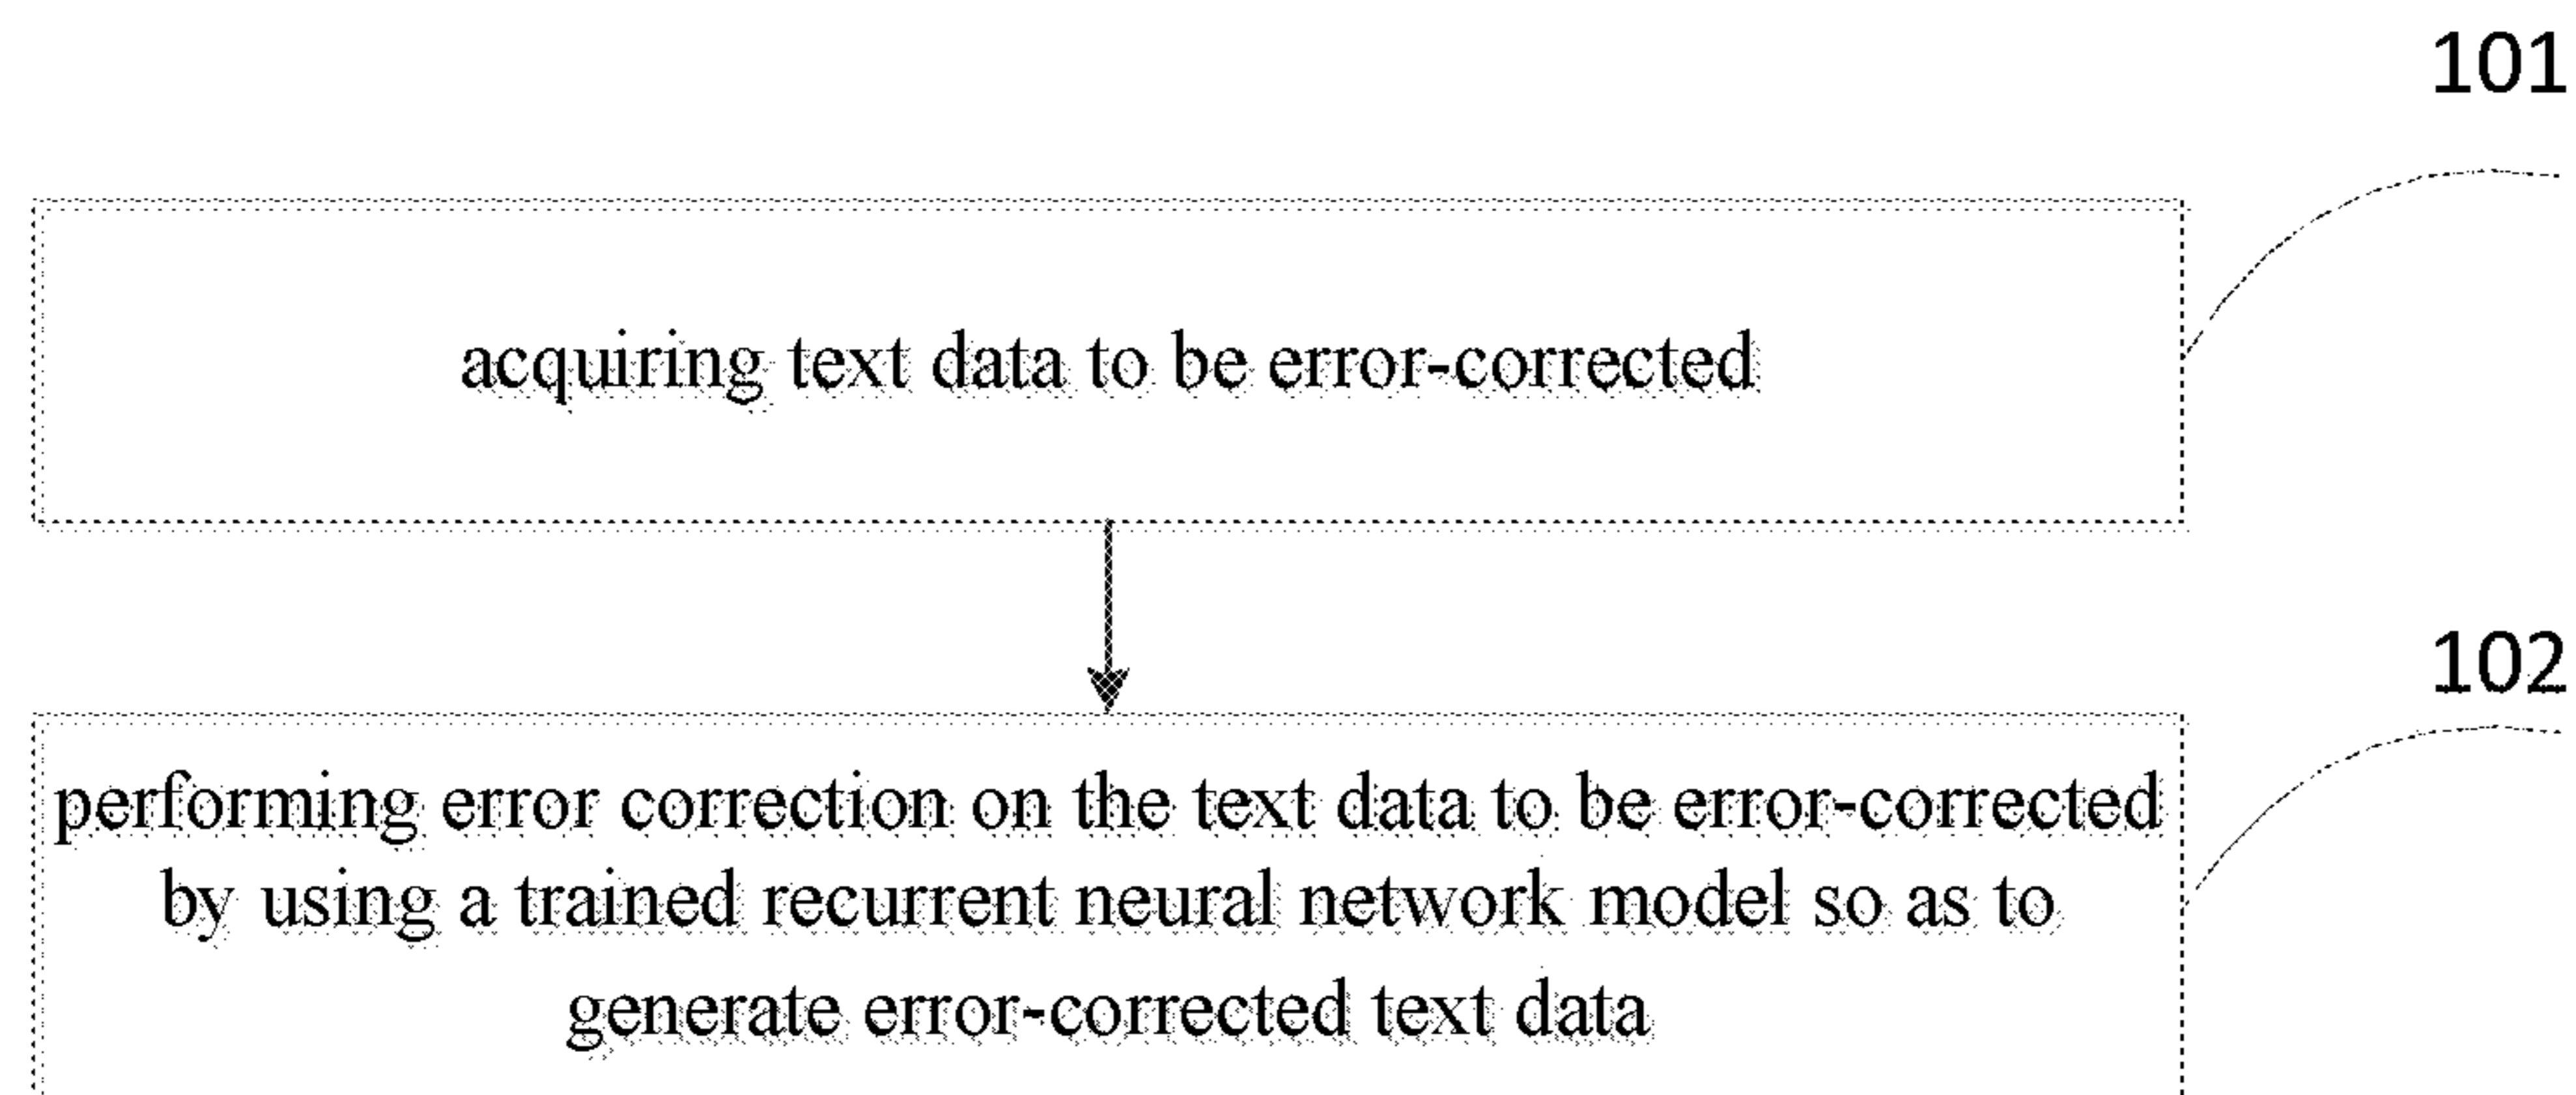 101
acquiring text data to be error-corrected
102
performing error correction on the text data to be error-corrected
by using a trained recurrent neural network model so as to
generate error-corrected text data